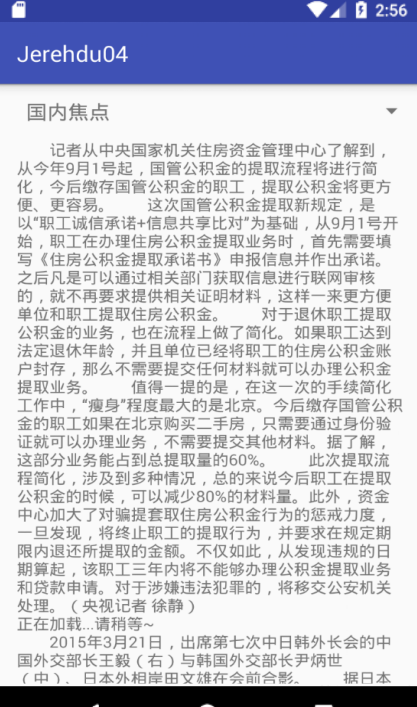 2:56
Jerehdu04
国内焦点
记者从中央国家机关住房资金管理中心了解到，
从今年9月1号起，国管公积金的提取流程将进行简
化，今后缴存国管公积金的职工，提取公积金将更方
便、更容易。　　这次国管公积金提取新规定，是
以“职工诚信承诺+信息共享比对”为基础，从9月1号开
始，职工在办理住房公积金提取业务时，首先需要填
写《住房公积金提取承诺书》申报信息并作出承诺。
之后凡是可以通过相关部门获取信息进行联网审核
的，就不再要求提供相关证明材料，这样一来更方便
单位和职工提取住房公积金。　　对于退休职工提取
公积金的业务，也在流程上做了简化。如果职工达到
法定退休年龄，并且单位已经将职工的住房公积金账
户封存，那么不需要提交任何材料就可以办理公积金
提取业务。　　值得一提的是，在这一次的手续简化
工作中，“瘦身”程度最大的是北京。今后缴存国管公积
金的职工如果在北京购买二手房，只需要通过身份验
证就可以办理业务，不需要提交其他材料。据了解，
这部分业务能占到总提取量的60%。　　此次提取流
程简化，涉及到多种情况，总的来说今后职工在提取
公积金的时候，可以减少80%的材料量。此外，资金
中心加大了对骗提套取住房公积金行为的惩戒力度，
一旦发现，将终止职工的提取行为，并要求在规定期
限内退还所提取的金额。不仅如此，从发现违规的日
期算起，该职工三年内将不能够办理公积金提取业务
和贷款申请。对于涉嫌违法犯罪的，将移交公安机关
处理。（央视记者 徐静）
正在加载...请稍等~
2015年3月21日，出席第七次中日韩外长会的中
国外交部长王毅（右）与韩国外交部长尹炳世
（中）、日本外相岸田文雄在会前合影。　　据日本